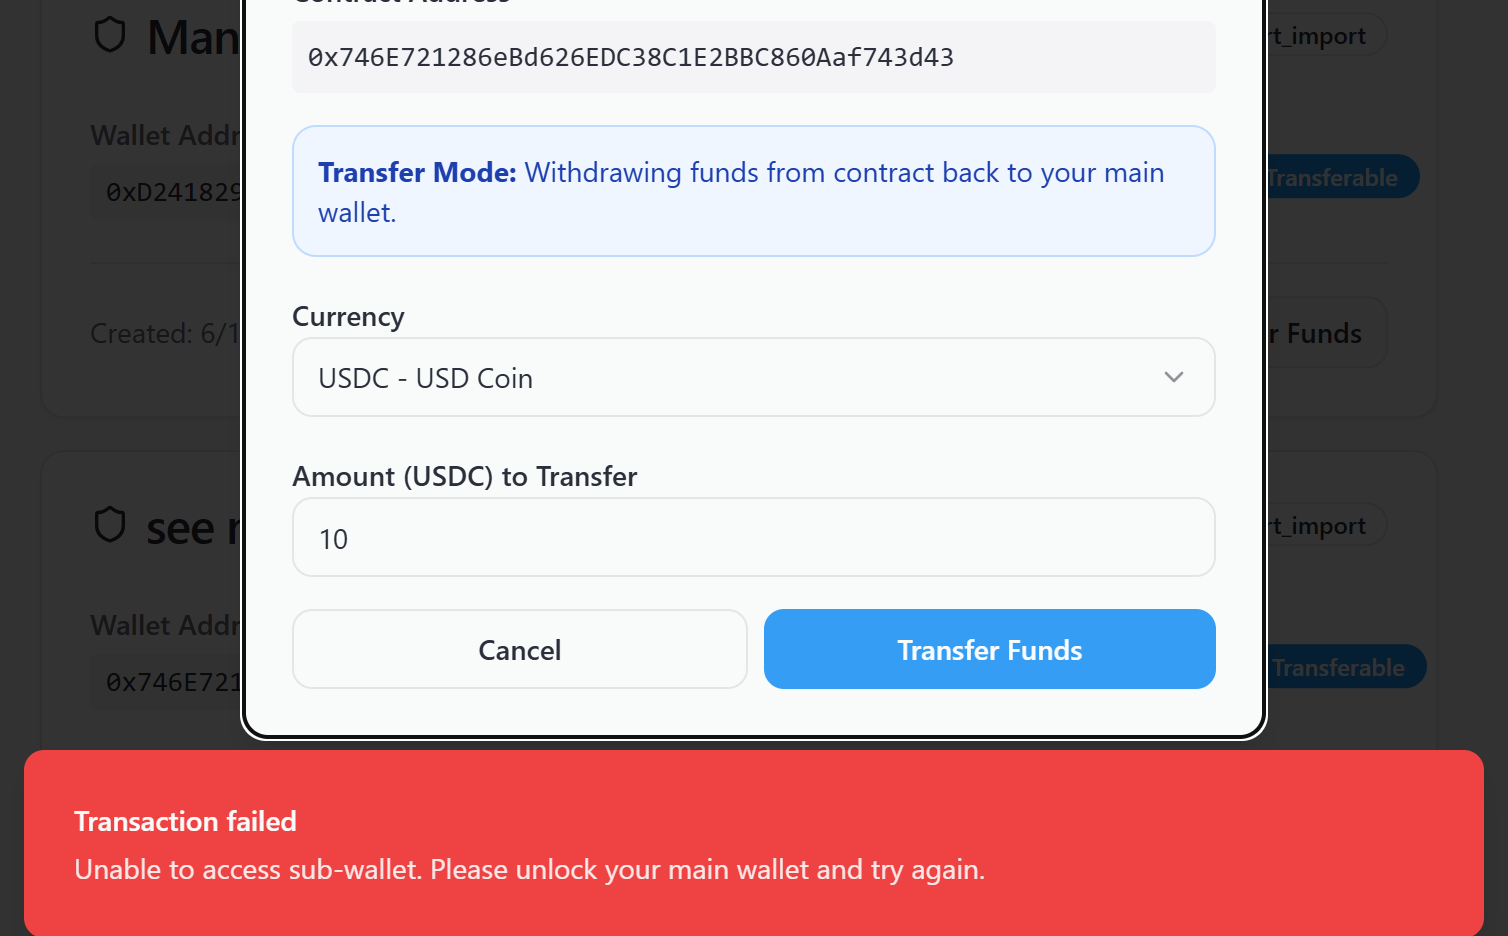 Contract Address
Man
rt_import
0x746E721286eBd626EDC38C1E2BBC860Aaf743d43
Wallet Addr
Transfer Mode: Withdrawing funds from contract back to your main
wallet.
0xD241829
Transferable
Created: 6/1
r Funds
Currency
USDC - USD Coin
Amount (USDC) to Transfer
10
see r
rt_import
Wallet Addr
0x746E721
Transferable
Cancel
Transfer Funds
Transaction failed
Unable to access sub-wallet. Please unlock your main wallet and try again.